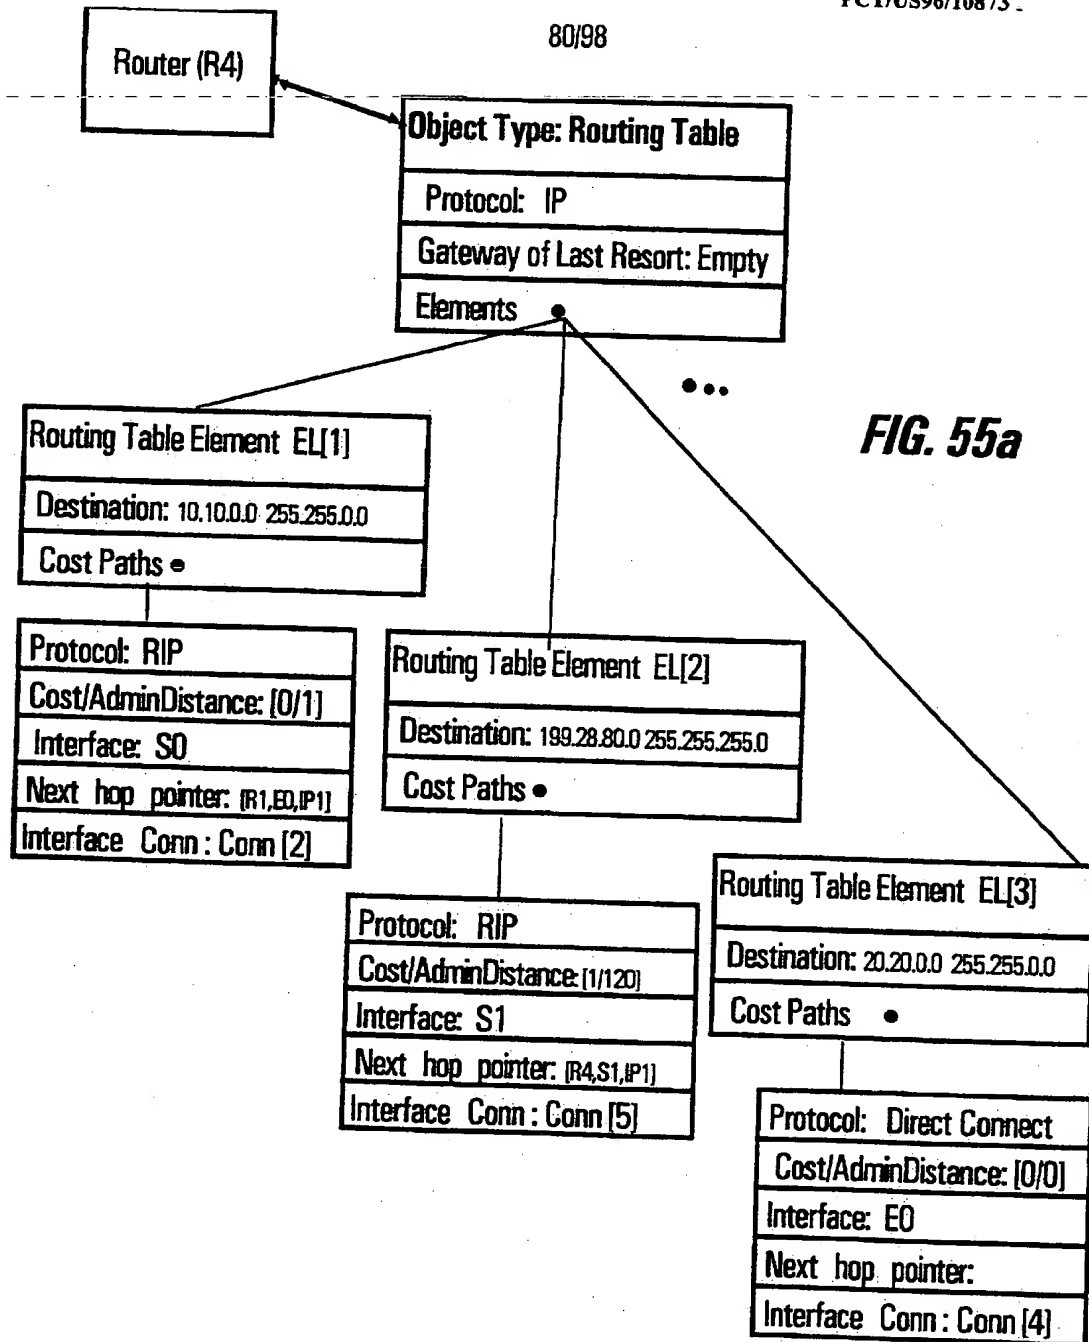 PCT/US96/10873
80/98
Router (R4)
Object Type: Routing Table
Protocol: IP
Gateway of Last Resort: Empty
Elements
FIG. 55a
Routing Table Element EL[1]
Destination: 10.10.0.0 255.255.0.0
Cost Paths
Protocol: RIP
Cost/AdminDistance: [0/1]
Interface: S0
Next hop pointer: [R1,E0,IP1]
Interface Conn : Conn [2]
Routing Table Element EL[2]
Destination: 199.28.80.0 255.255.255.0
Cost Paths
Protocol: RIP
Cost/AdminDistance: [1/120]
Interface: S1
Next hop pointer: [R4,S1,IP1]
Interface Conn : Conn [5]
Routing Table Element EL[3]
Destination: 20.20.0.0 255.255.0.0
Cost Paths
Protocol: Direct Connect
Cost/AdminDistance: [0/0]
Interface: E0
Next hop pointer:
Interface Conn : Conn [4]